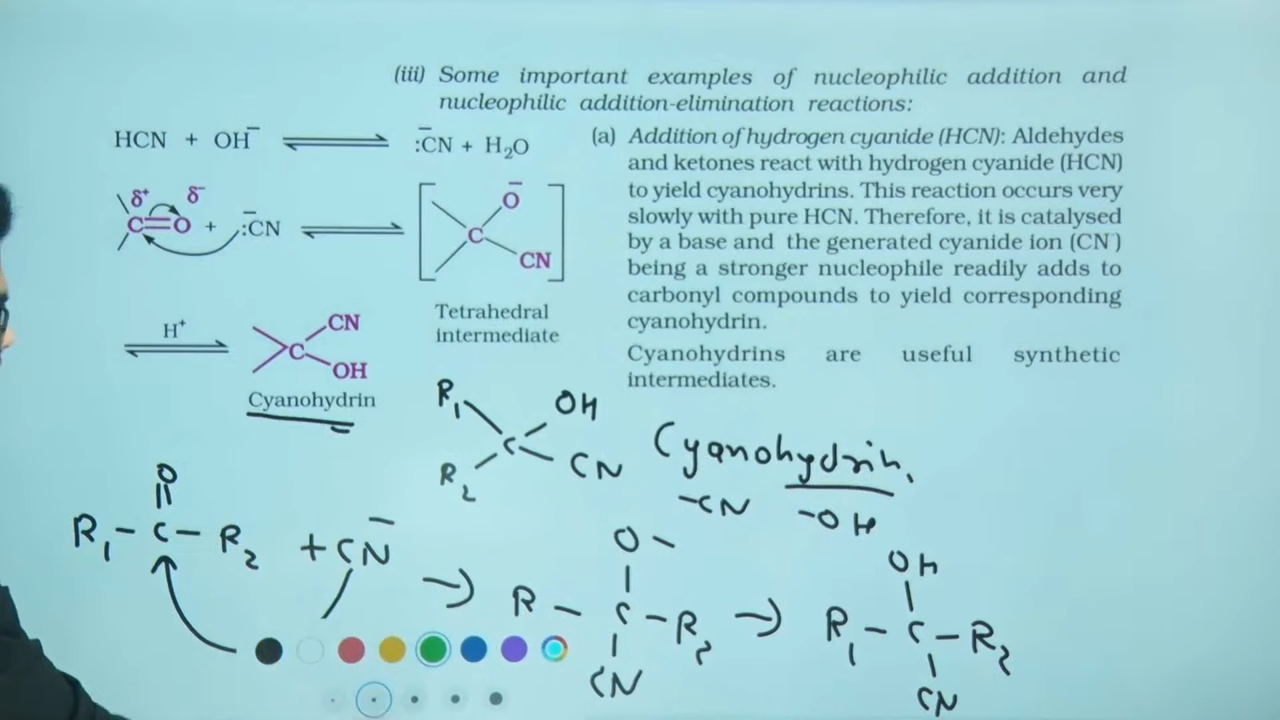 (iii) Some important examples of nucleophilic addition and
nucleophilic addition-elimination reactions:
HCN + OH⁻ ⇌ :C̄N + H₂O
(a) Addition of hydrogen cyanide (HCN): Aldehydes
and ketones react with hydrogen cyanide (HCN)
to yield cyanohydrins. This reaction occurs very
slowly with pure HCN. Therefore, it is catalysed
by a base and the generated cyanide ion (CN⁻)
being a stronger nucleophile readily adds to
carbonyl compounds to yield corresponding
cyanohydrin.
Cyanohydrins are useful synthetic
intermediates.
δ⁺ δ⁻
C=O + :C̄N ⇌
Ō
C
CN
Tetrahedral
intermediate
H⁺
⇌
CN
C
OH
Cyanohydrin
R₁ OH
C
R₂ CN
Cyanohydrin,
-CN -OH
O
||
R₁ - C - R₂ + CN⁻ →
O -
|
R - C - R₂ →
|
CN
OH
|
R₁ - C - R₂
|
CN